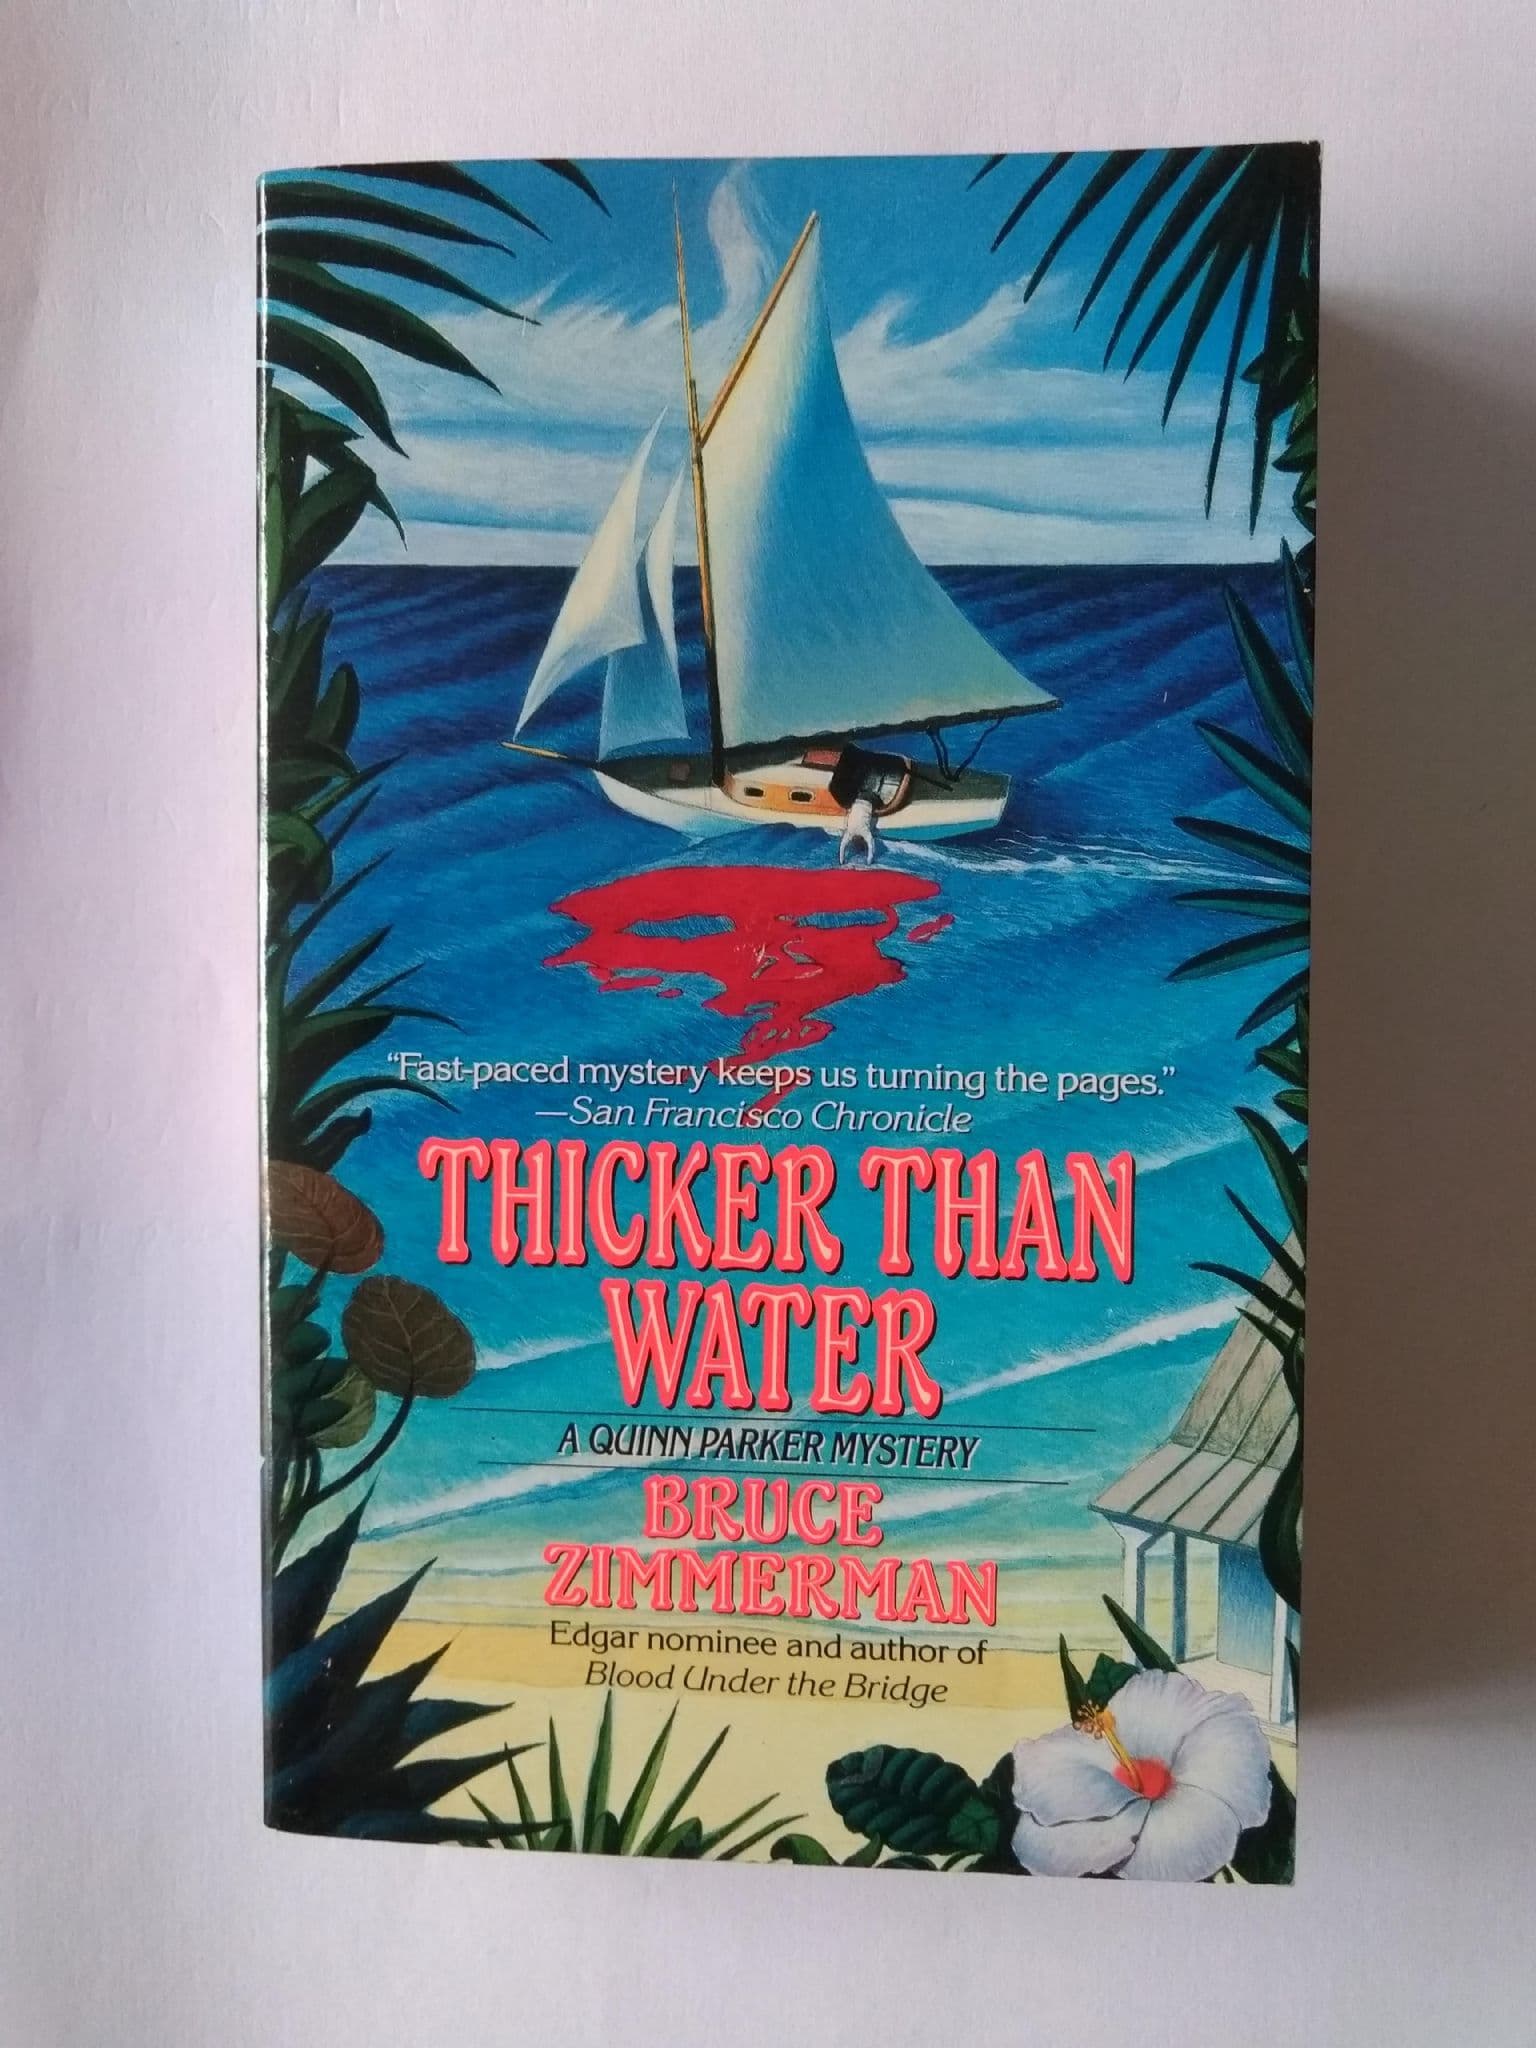 “Fast-paced mystery keeps us turning the pages.”
—San Francisco Chronicle
THICKER THAN
WATER
A QUINN PARKER MYSTERY
BRUCE
ZIMMERMAN
Edgar nominee and author of
Blood Under the Bridge